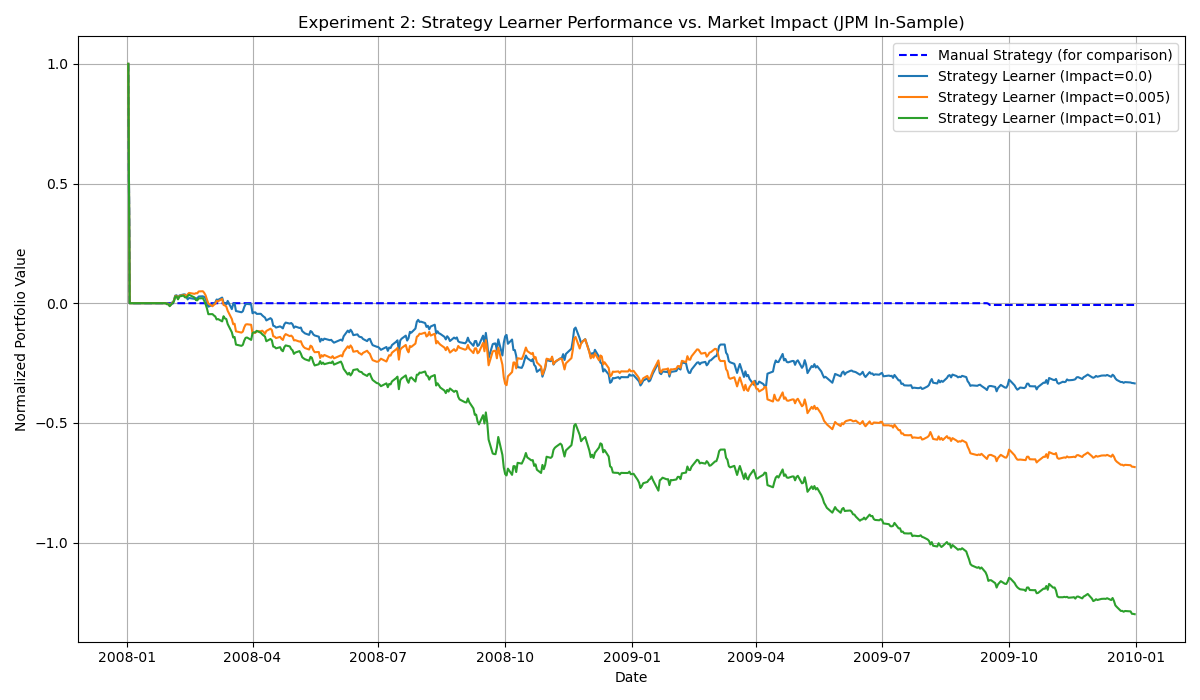 Experiment 2: Strategy Learner Performance vs. Market Impact (JPM In-Sample)
Manual Strategy (for comparison)
Strategy Learner (Impact=0.0)
Strategy Learner (Impact=0.005)
Strategy Learner (Impact=0.01)
Normalized Portfolio Value
1.0
0.5
0.0
−0.5
−1.0
2008-01 2008-04 2008-07 2008-10 2009-01 2009-04 2009-07 2009-10 2010-01
Date